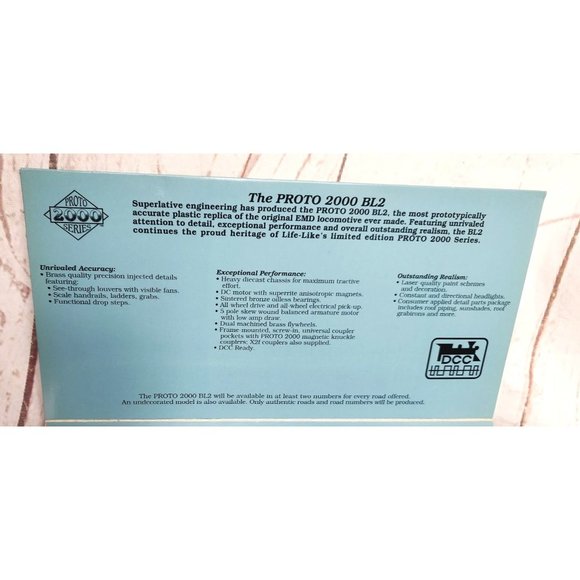 PROTO
2000
SERIES
The PROTO 2000 BL2
Superlative engineering has produced the PROTO 2000 BL2, the most prototypically
accurate plastic replica of the original EMD locomotive ever made. Featuring unrivaled
attention to detail, exceptional performance and overall outstanding realism, the BL2
continues the proud heritage of Life-Like's limited edition PROTO 2000 Series.
Unrivaled Accuracy:
• Brass quality precision injected details
featuring:
• See-through louvers with visible fans.
• Scale handrails, ladders, grabs.
• Functional drop steps.
Exceptional Performance:
• Heavy diecast chassis for maximum tractive
effort.
• DC motor with superrite anisotropic magnets.
• Sintered bronze oilless bearings.
• All wheel drive and all-wheel electrical pick-up.
• 5 pole skew wound balanced armature motor
with low amp draw.
• Dual machined brass flywheels.
• Frame mounted, screw-in, universal coupler
pockets with PROTO 2000 magnetic knuckle
couplers; X2f couplers also supplied.
• DCC Ready.
Outstanding Realism:
• Laser quality paint schemes
and decoration.
• Constant and directional headlights.
• Consumer applied detail parts package
includes roof piping, sunshades, roof
grabirons and more.
DCC
The PROTO 2000 BL2 will be available in at least two numbers for every road offered.
An undecorated model is also available. Only authentic roads and road numbers will be produced.